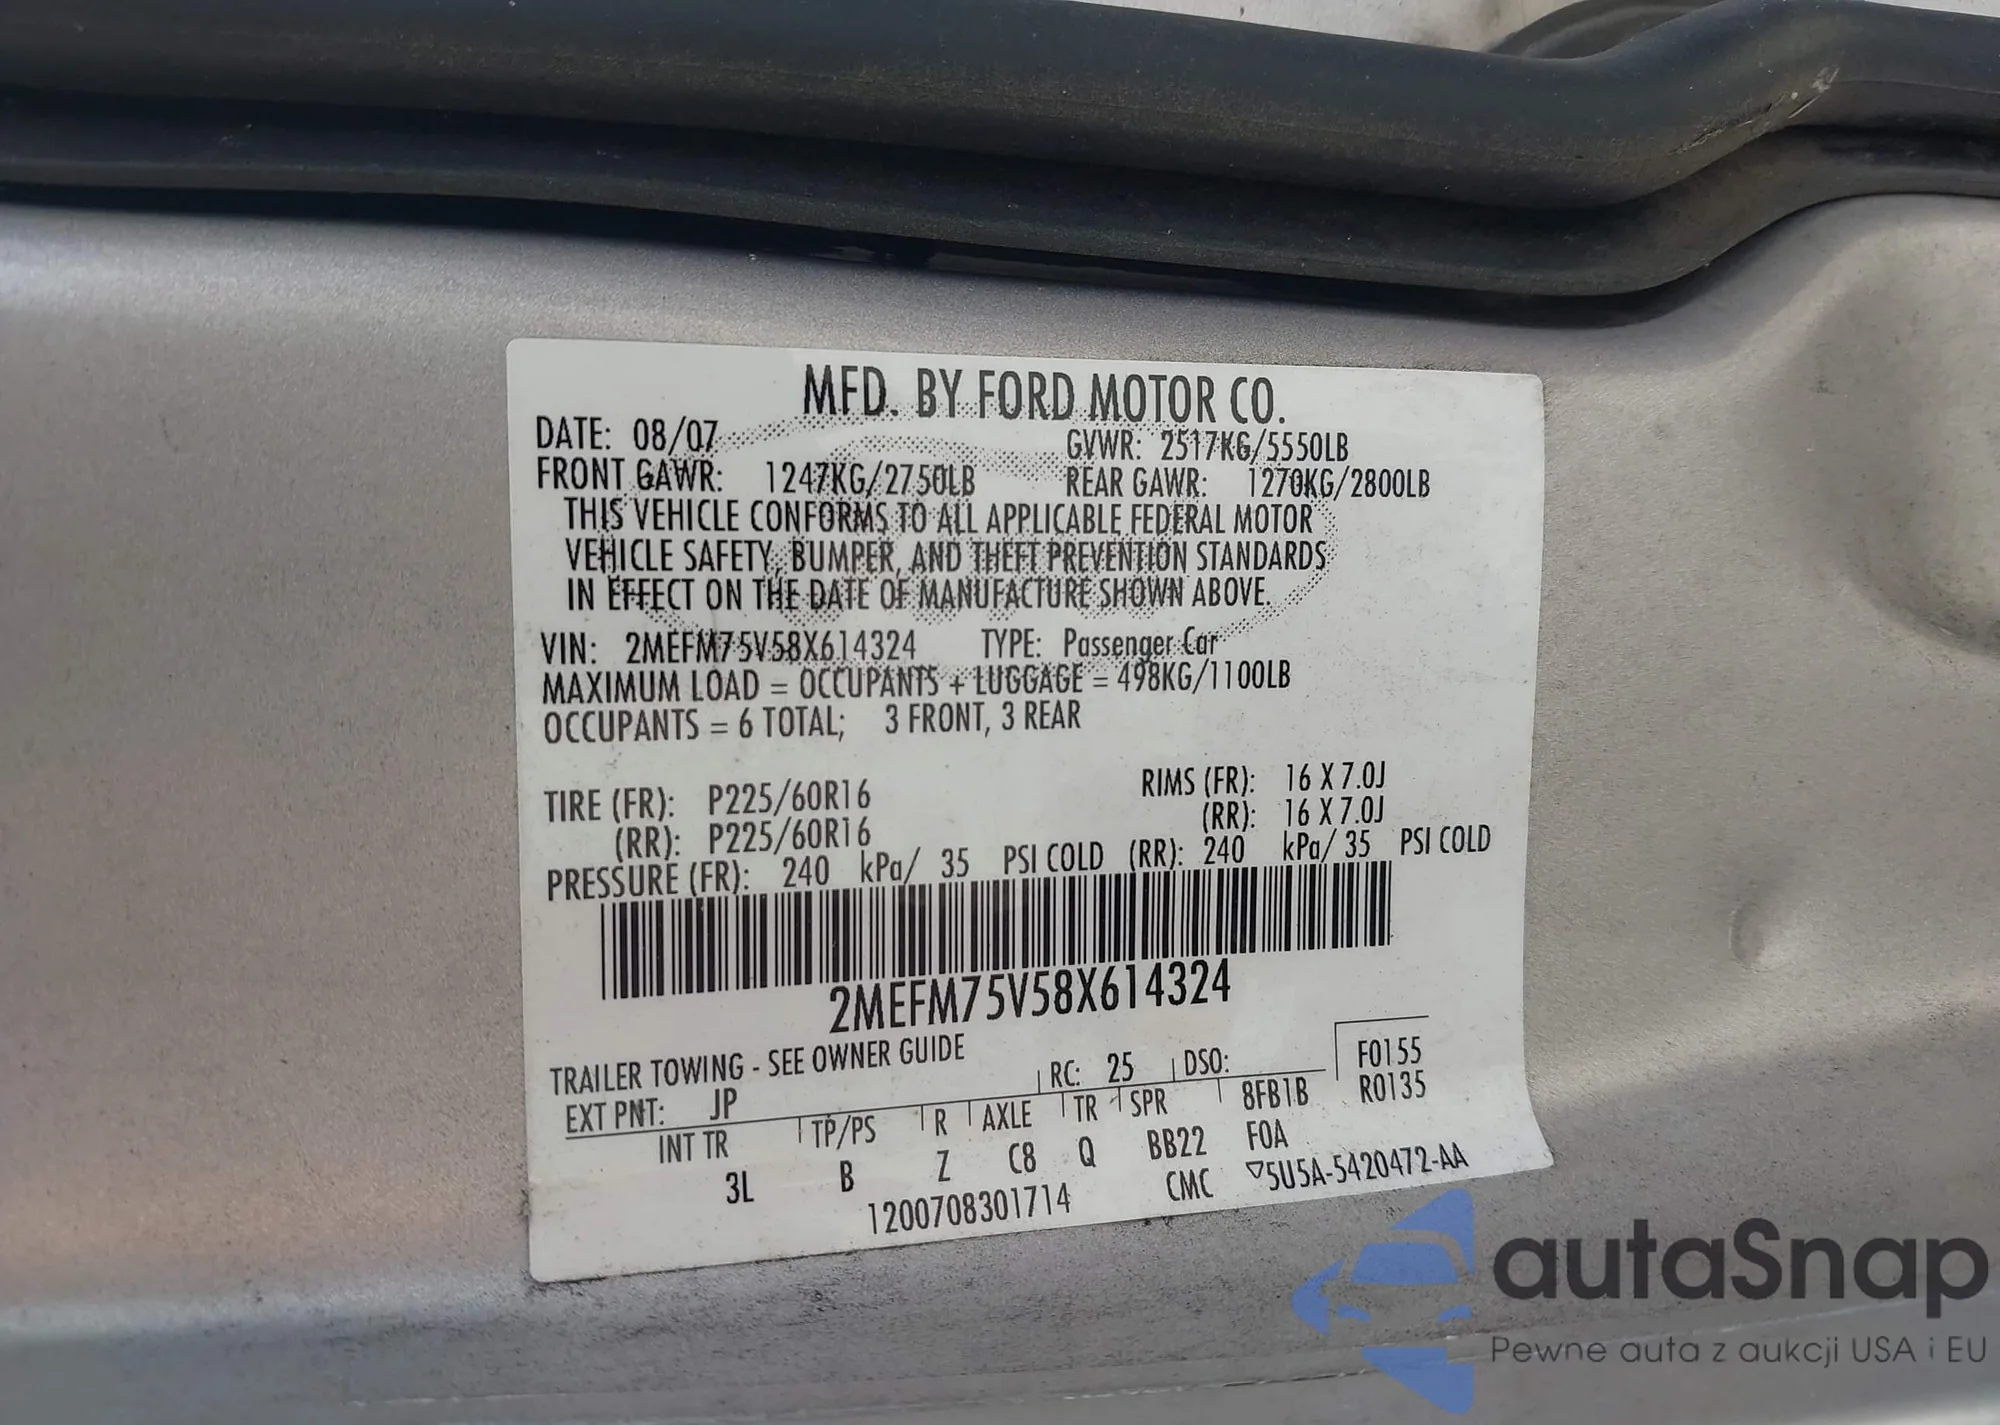 MFD. BY FORD MOTOR CO.
DATE: 08/07 GVWR: 2517KG/5550LB
FRONT GAWR: 1247KG/2750LB REAR GAWR: 1270KG/2800LB
THIS VEHICLE CONFORMS TO ALL APPLICABLE FEDERAL MOTOR
VEHICLE SAFETY, BUMPER, AND THEFT PREVENTION STANDARDS
IN EFFECT ON THE DATE OF MANUFACTURE SHOWN ABOVE.
VIN: 2MEFM75V58X614324 TYPE: Passenger Car
MAXIMUM LOAD = OCCUPANTS + LUGGAGE = 498KG/1100LB
OCCUPANTS = 6 TOTAL; 3 FRONT, 3 REAR
TIRE (FR): P225/60R16 RIMS (FR): 16 X 7.0J
(RR): P225/60R16 (RR): 16 X 7.0J
PRESSURE (FR): 240 kPa/ 35 PSI COLD (RR): 240 kPa/ 35 PSI COLD
2MEFM75V58X614324
TRAILER TOWING - SEE OWNER GUIDE
EXT PNT: JP RC: 25 DSO: F0155
INT TR TP/PS R AXLE TR SPR 8FB1B R0135
3L B Z C8 Q BB22 F0A
1200708301714 CMC ▽5U5A-5420472-AA
autaSnap
Pewne auta z aukcji USA i EU